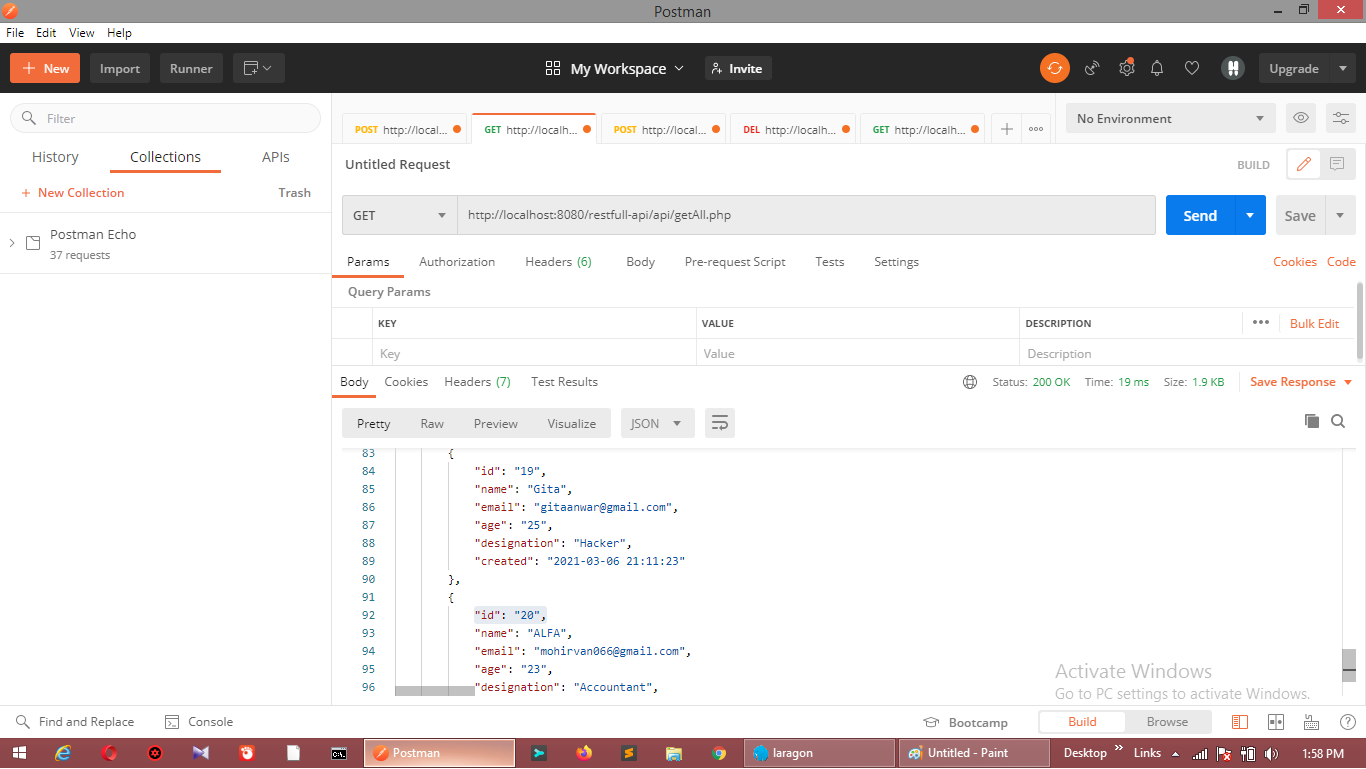 Postman
File Edit View Help
New Import Runner My Workspace Invite Upgrade
Filter
History Collections APIs
+ New Collection Trash
Postman Echo
37 requests
POST http://local... GET http://localh... POST http://local... DEL http://localh... GET http://localh... + ooo
No Environment
Untitled Request BUILD
GET http://localhost:8080/restfull-api/api/getAll.php Send Save
Params Authorization Headers (6) Body Pre-request Script Tests Settings Cookies Code
Query Params
KEY VALUE DESCRIPTION ••• Bulk Edit
Key Value Description
Body Cookies Headers (7) Test Results Status: 200 OK Time: 19 ms Size: 1.9 KB Save Response
Pretty Raw Preview Visualize JSON
83 {
84 "id": "19",
85 "name": "Gita",
86 "email": "gitaanwar@gmail.com",
87 "age": "25",
88 "designation": "Hacker",
89 "created": "2021-03-06 21:11:23"
90 },
91 {
92 "id": "20",
93 "name": "ALFA",
94 "email": "mohirvan066@gmail.com",
95 "age": "23",
96 "designation": "Accountant",
Activate Windows
Go to PC settings to activate Windows.
Find and Replace Console Bootcamp Build Browse
Postman laragon Untitled - Paint Desktop » Links 1:58 PM